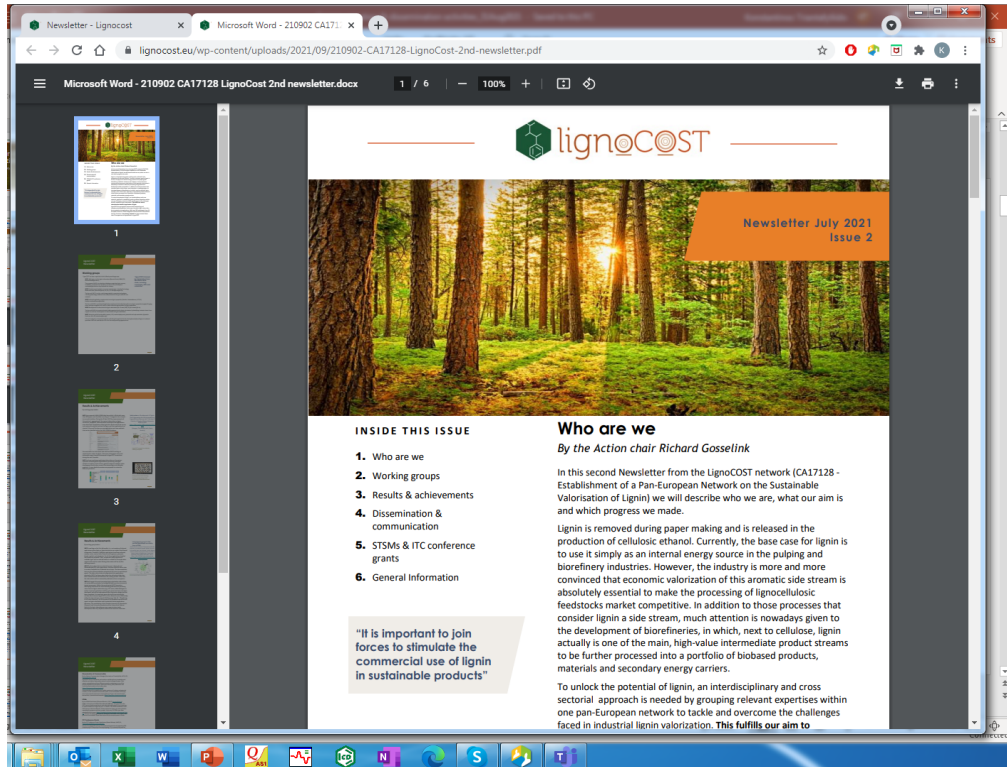 Newsletter - Lignocost
Microsoft Word - 210902 CA171
lignocost.eu/wp-content/uploads/2021/09/210902-CA17128-LignoCost-2nd-newsletter.pdf
K
Microsoft Word - 210902 CA17128 LignoCost 2nd newsletter.docx
1 / 6
100%
lignoCOST
Newsletter July 2021
Issue 2
1
2
3
4
INSIDE THIS ISSUE
1. Who are we
2. Working groups
3. Results & achievements
4. Dissemination &
communication
5. STSMs & ITC conference
grants
6. General Information
"It is important to join
forces to stimulate the
commercial use of lignin
in sustainable products"
Who are we
By the Action chair Richard Gosselink
In this second Newsletter from the LignoCOST network (CA17128 -
Establishment of a Pan-European Network on the Sustainable
Valorisation of Lignin) we will describe who we are, what our aim is
and which progress we made.
Lignin is removed during paper making and is released in the
production of cellulosic ethanol. Currently, the base case for lignin is
to use it simply as an internal energy source in the pulping and
biorefinery industries. However, the industry is more and more
convinced that economic valorization of this aromatic side stream is
absolutely essential to make the processing of lignocellulosic
feedstocks market competitive. In addition to those processes that
consider lignin a side stream, much attention is nowadays given to
the development of biorefineries, in which, next to cellulose, lignin
actually is one of the main, high-value intermediate product streams
to be further processed into a portfolio of biobased products,
materials and secondary energy carriers.
To unlock the potential of lignin, an interdisciplinary and cross
sectorial approach is needed by grouping relevant expertises within
one pan-European network to tackle and overcome the challenges
faced in industrial lignin valorization. This fulfills our aim to